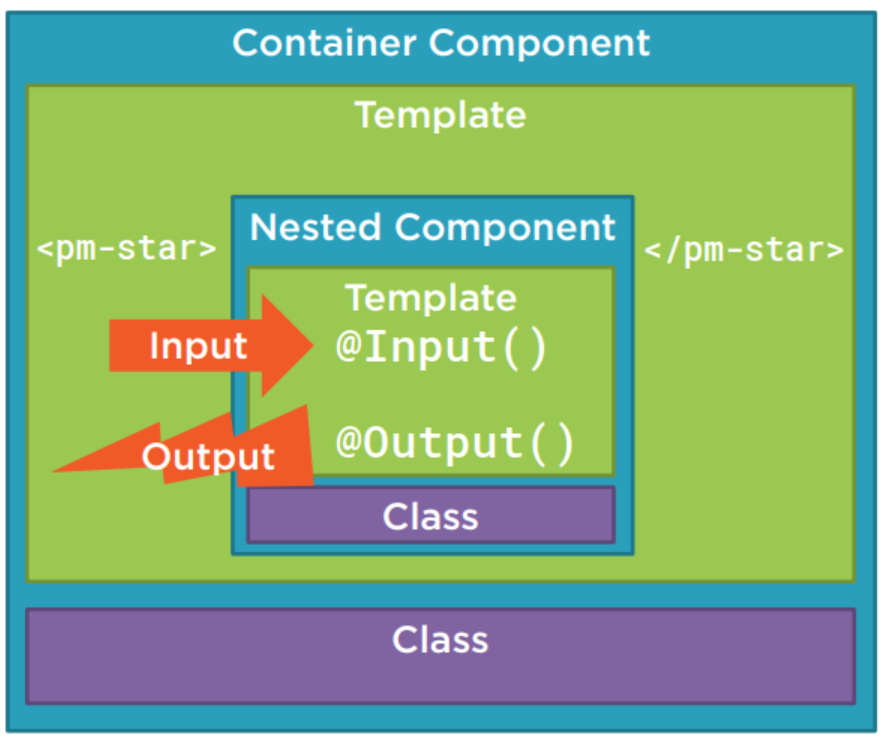 Container Component
Template
<pm-star>
Nested Component
</pm-star>
Template
Input
@Input()
Output
@Output()
Class
Class